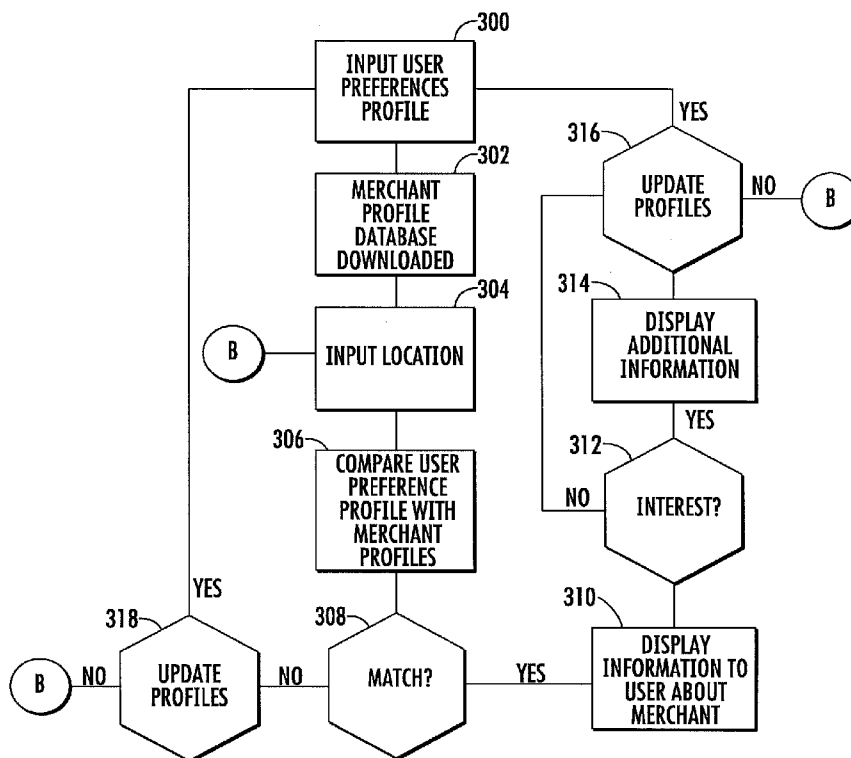 300
INPUT USER
PREFERENCES
PROFILE
YES
316
UPDATE
PROFILES
NO
B
302
MERCHANT
PROFILE
DATABASE
DOWNLOADED
304
B
INPUT LOCATION
314
DISPLAY
ADDITIONAL
INFORMATION
YES
306
COMPARE USER
PREFERENCE
PROFILE WITH
MERCHANT
PROFILES
312
NO
INTEREST?
YES
318
B
NO
UPDATE
PROFILES
NO
308
MATCH?
YES
310
DISPLAY
INFORMATION TO
USER ABOUT
MERCHANT